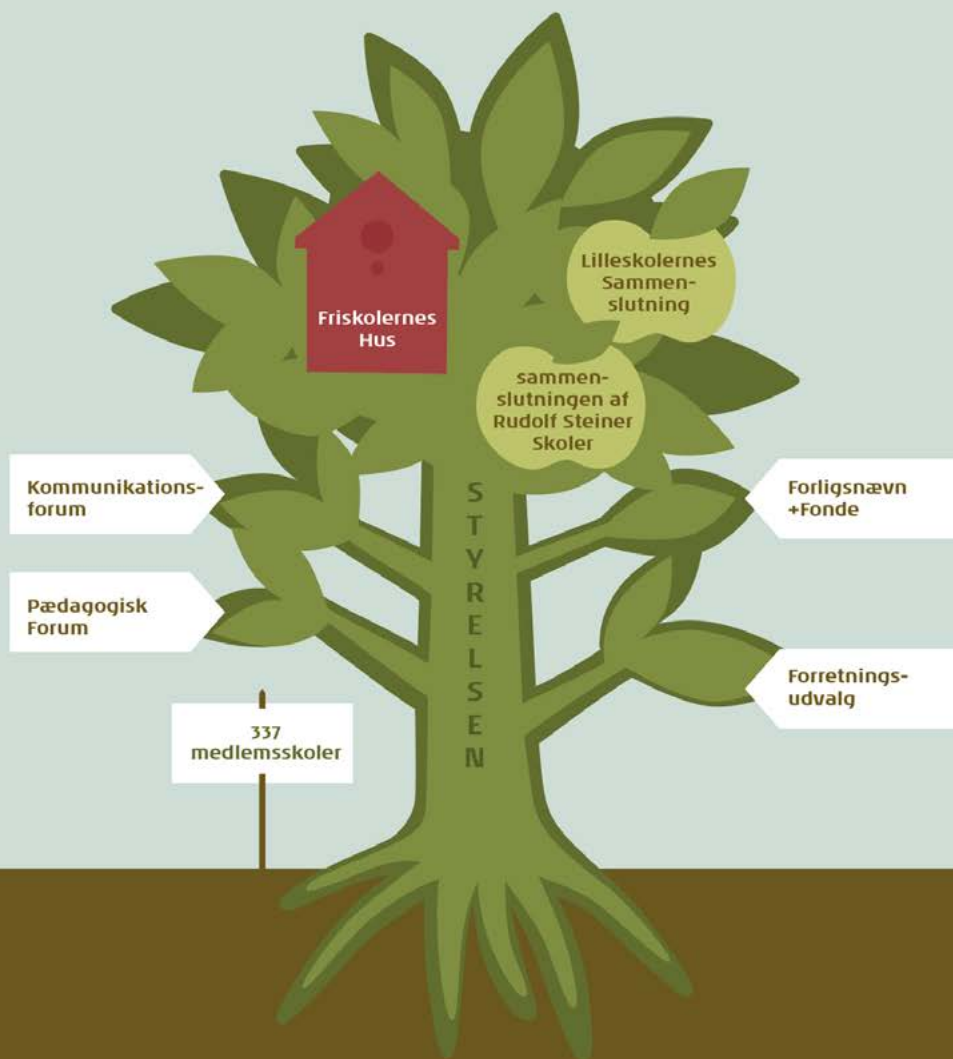 Friskolernes
Hus
Lilleskolernes
Sammen-
slutning
sammen-
slutningen af
Rudolf Steiner
Skoler
Kommunikations-
forum
Forligsnævn
+Fonde
STYRELSEN
Pædagogisk
Forum
Forretnings-
udvalg
337
medlemsskoler